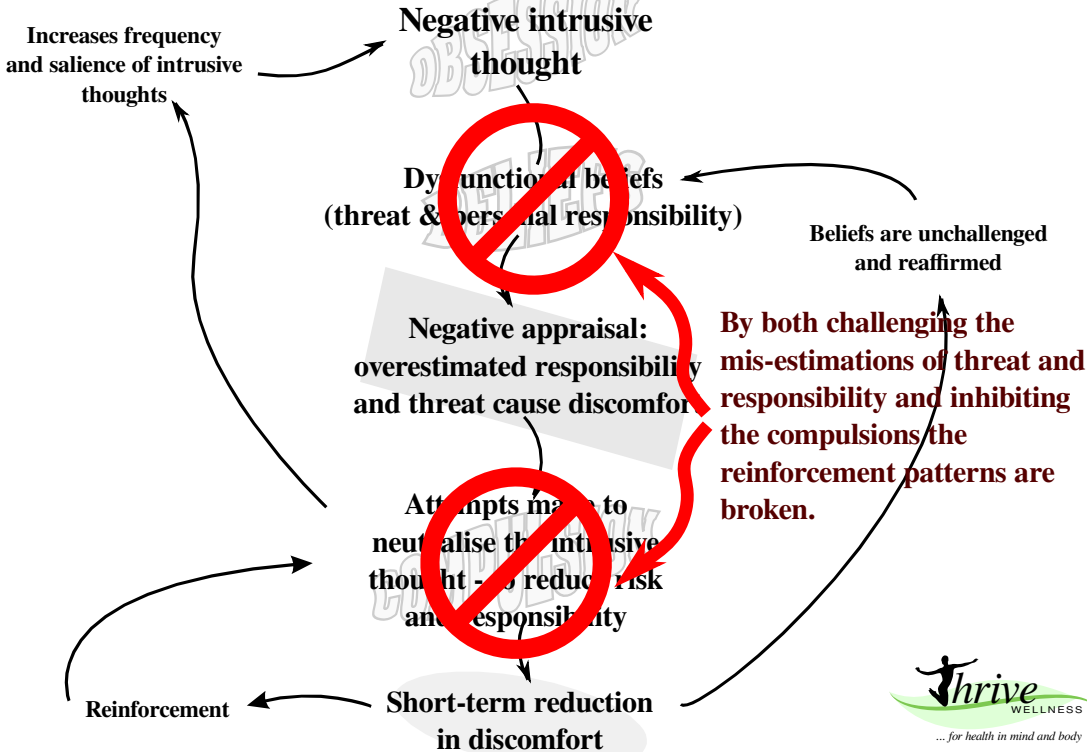 Increases frequency
and salience of intrusive
thoughts
Negative intrusive
thought
OBSESSION
Dysfunctional beliefs
(threat & personal responsibility)
BELIEFS
Beliefs are unchallenged
and reaffirmed
Negative appraisal:
overestimated responsibility
and threat cause discomfort
By both challenging the
mis-estimations of threat and
responsibility and inhibiting
the compulsions the
reinforcement patterns are
broken.
Attempts made to
neutralise the intrusive
thought - to reduce risk
and responsibility
COMPULSION
Reinforcement
Short-term reduction
in discomfort
Thrive
WELLNESS
... for health in mind and body